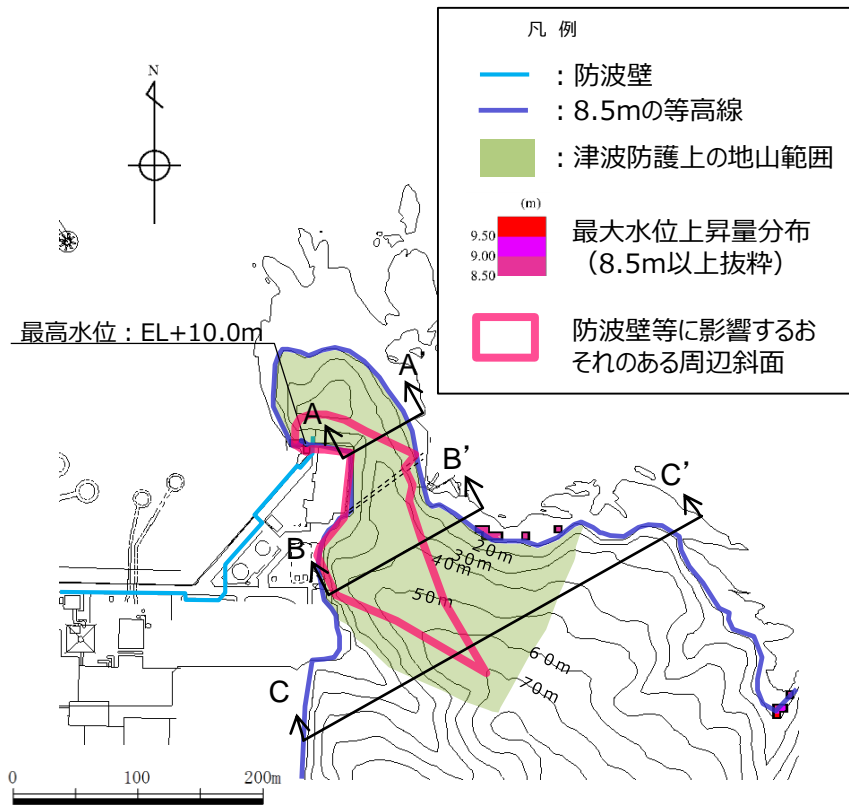 凡 例
：防波壁
：8.5mの等高線
：津波防護上の地山範囲
(m)
9.50
9.00
8.50
最大水位上昇量分布
（8.5m以上抜粋）
防波壁等に影響するお
それのある周辺斜面
N
最高水位：EL+10.0m
A
A’
B
B’
C
C’
20m
30m
40m
50m
60m
70m
0 100 200m